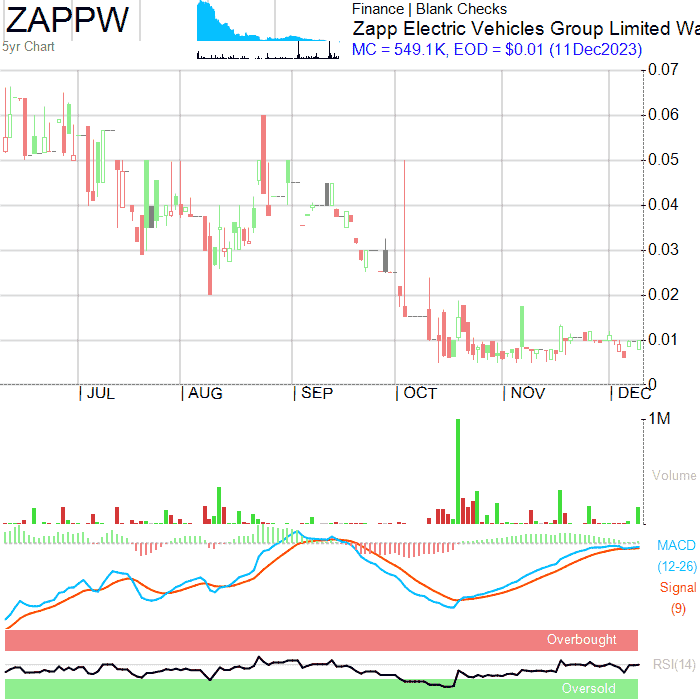 ZAPPW
5yr Chart
Finance | Blank Checks
Zapp Electric Vehicles Group Limited Wa
MC = 549.1K, EOD = $0.01 (11Dec2023)
0.07
0.06
0.05
0.04
0.03
0.02
0.01
0
| JUL | AUG | SEP | OCT | NOV | DEC
1M
Volume
MACD
(12-26)
Signal
(9)
Overbought
RSI(14)
Oversold